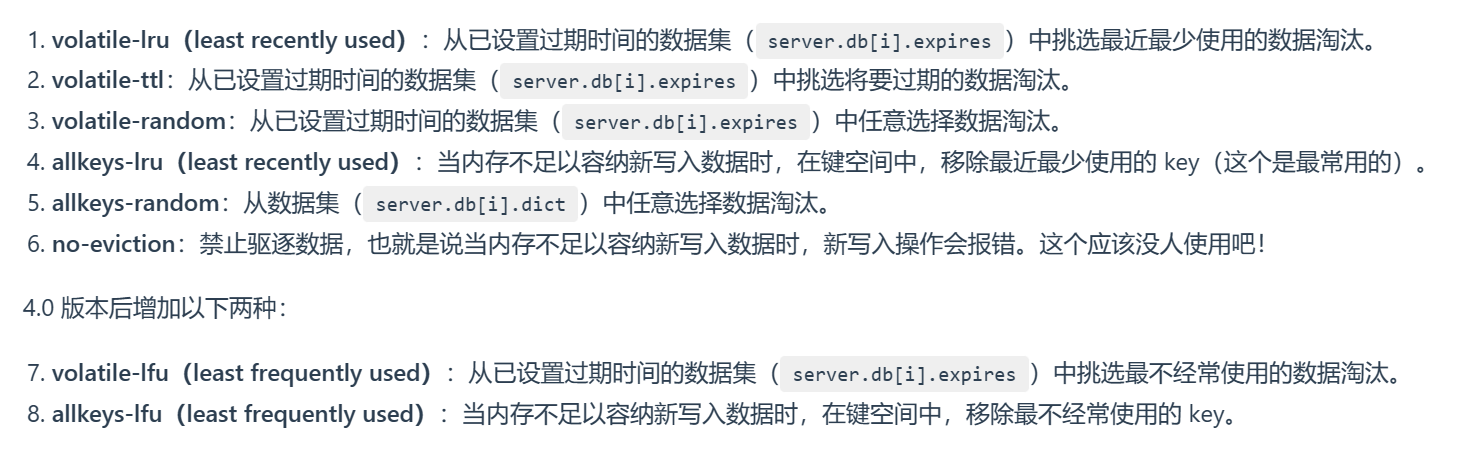 1. volatile-lru（least recently used）：从已设置过期时间的数据集（server.db[i].expires）中挑选最近最少使用的数据淘汰。
2. volatile-ttl：从已设置过期时间的数据集（server.db[i].expires）中挑选将要过期的数据淘汰。
3. volatile-random：从已设置过期时间的数据集（server.db[i].expires）中任意选择数据淘汰。
4. allkeys-lru（least recently used）：当内存不足以容纳新写入数据时，在键空间中，移除最近最少使用的 key（这个是最常用的）。
5. allkeys-random：从数据集（server.db[i].dict）中任意选择数据淘汰。
6. no-eviction：禁止驱逐数据，也就是说当内存不足以容纳新写入数据时，新写入操作会报错。这个应该没人使用吧！
4.0 版本后增加以下两种：
7. volatile-lfu（least frequently used）：从已设置过期时间的数据集（server.db[i].expires）中挑选最不经常使用的数据淘汰。
8. allkeys-lfu（least frequently used）：当内存不足以容纳新写入数据时，在键空间中，移除最不经常使用的 key。